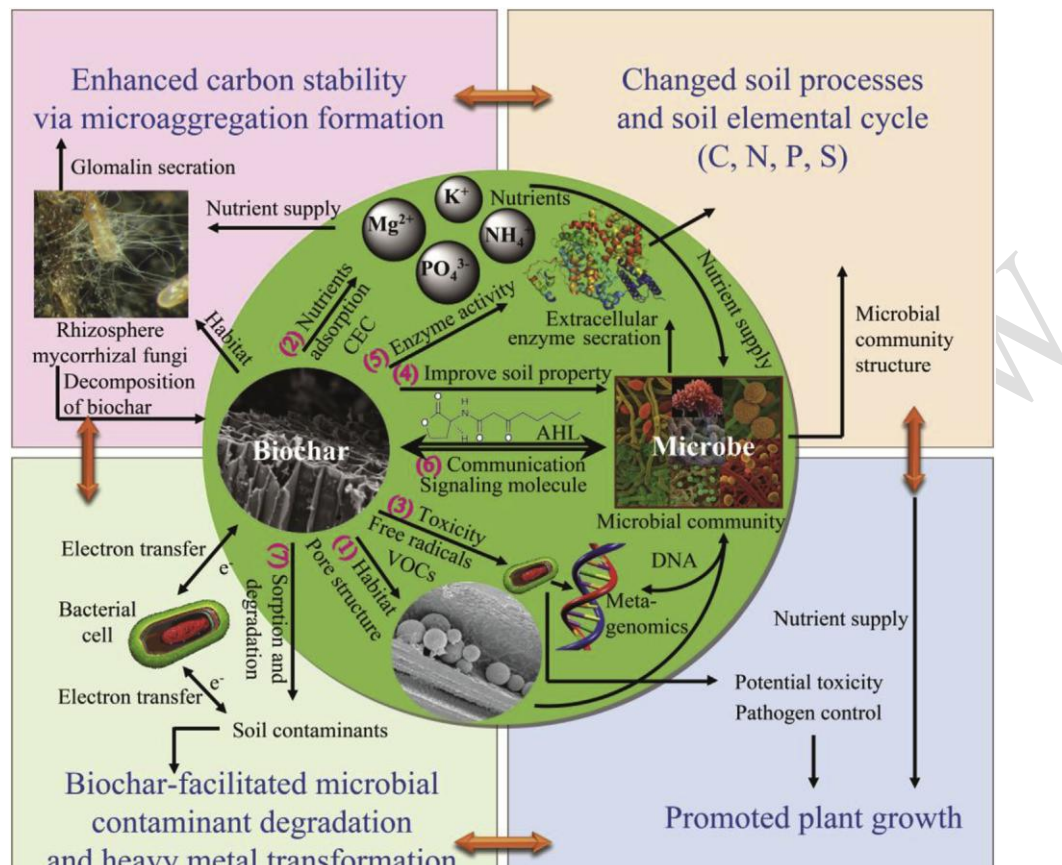 Enhanced carbon stability
via microaggregation formation
Changed soil processes
and soil elemental cycle
(C, N, P, S)
Glomalin secration
Nutrient supply
Rhizosphere
mycorrhizal fungi
Decomposition
of biochar
Habitat
K+
Nutrients
Mg2+
NH4+
PO43-
(2) Nutrients
adsorption
CEC
(5) Enzyme activity
Extracellular
enzyme secration
Nutrient supply
Microbial
community
structure
(4) Improve soil property
H
N
O
O
H
O
O
AHL
Biochar
Microbe
(6) Communication
Signaling molecule
Microbial community
(3) Toxicity
Free radicals
VOCs
(1) Habitat
Pore structure
(7) Sorption and
degradation
DNA
Meta-
genomics
Electron transfer
e-
Bacterial
cell
Electron transfer
e-
Soil contaminants
Nutrient supply
Potential toxicity
Pathogen control
Biochar-facilitated microbial
contaminant degradation
and heavy metal transformation
Promoted plant growth
W